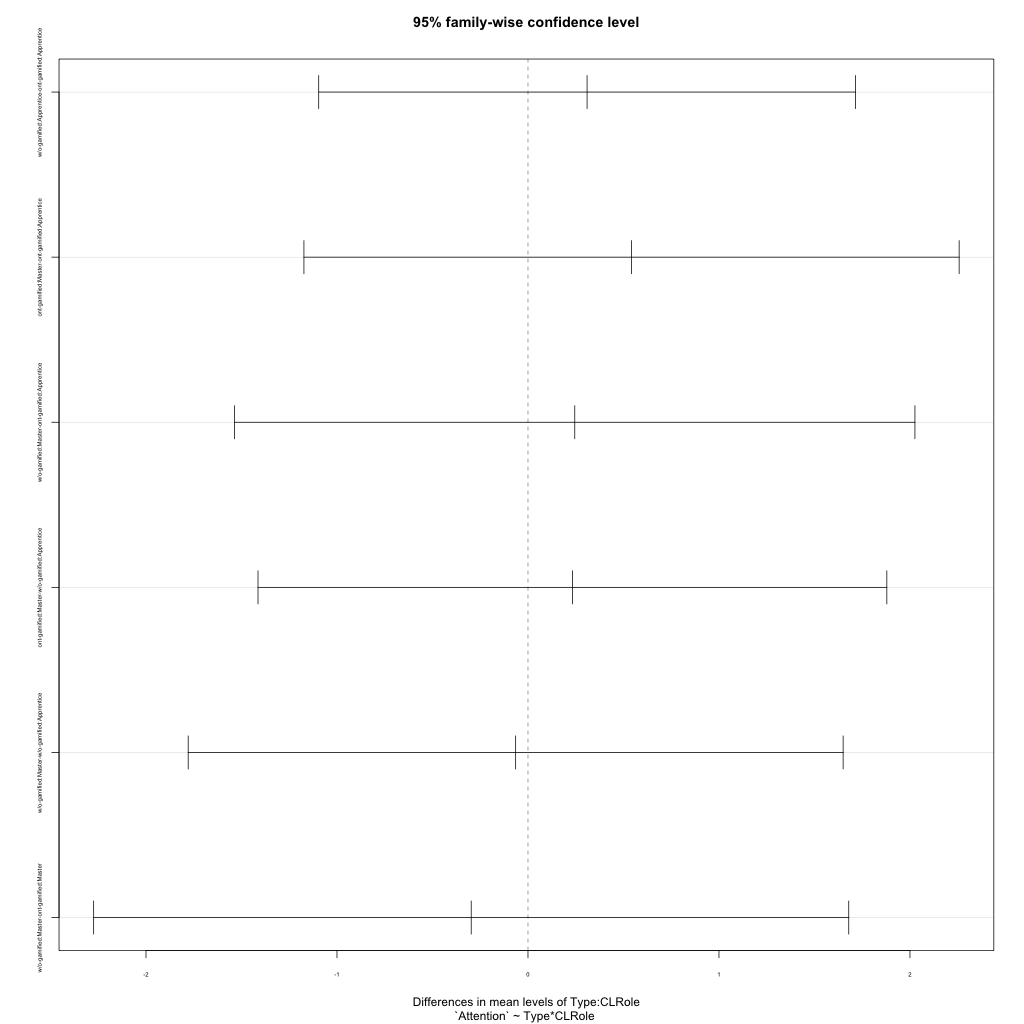 95% family-wise confidence level
w/o-gamified:Apprentice-ont-gamified:Apprentice
ont-gamified:Master-ont-gamified:Apprentice
w/o-gamified:Master-ont-gamified:Apprentice
ont-gamified:Master-w/o-gamified:Apprentice
w/o-gamified:Master-w/o-gamified:Apprentice
w/o-gamified:Master-ont-gamified:Master
-2 -1 0 1 2
Differences in mean levels of Type:CLRole
`Attention` ~ Type*CLRole